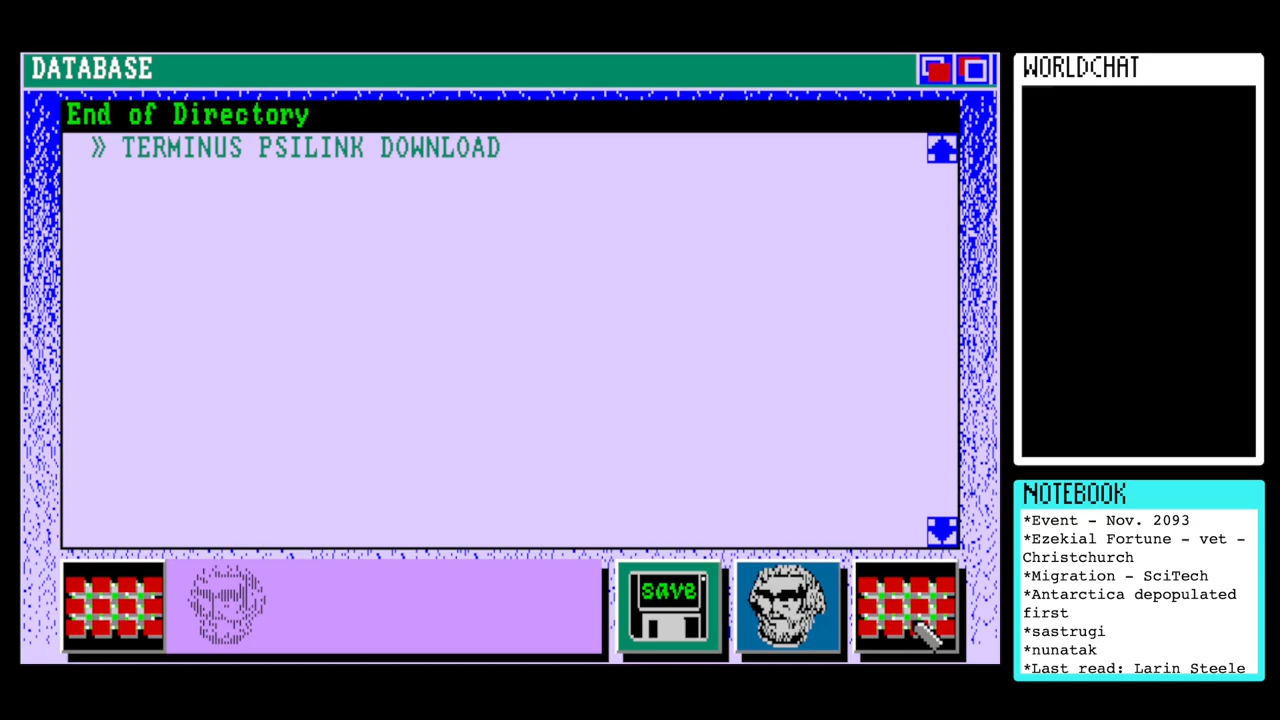 DATABASE
End of Directory
» TERMINUS PSILINK DOWNLOAD
save
WORLDCHAT
NOTEBOOK
*Event - Nov. 2093
*Ezekial Fortune - vet -
Christchurch
*Migration - SciTech
*Antarctica depopulated
first
*sastrugi
*nunatak
*Last read: Larin Steele